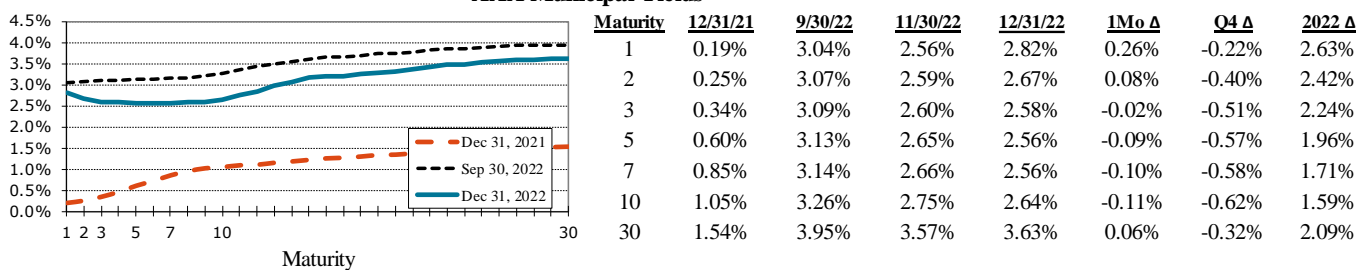 4.5%
4.0%
3.5%
3.0%
2.5%
2.0%
1.5%
1.0%
0.5%
0.0%
Dec 31, 2021
Sep 30, 2022
Dec 31, 2022
1 2 3 5 7 10 30
Maturity
Maturity 12/31/21 9/30/22 11/30/22 12/31/22 1Mo Δ Q4 Δ 2022 Δ
1 0.19% 3.04% 2.56% 2.82% 0.26% -0.22% 2.63%
2 0.25% 3.07% 2.59% 2.67% 0.08% -0.40% 2.42%
3 0.34% 3.09% 2.60% 2.58% -0.02% -0.51% 2.24%
5 0.60% 3.13% 2.65% 2.56% -0.09% -0.57% 1.96%
7 0.85% 3.14% 2.66% 2.56% -0.10% -0.58% 1.71%
10 1.05% 3.26% 2.75% 2.64% -0.11% -0.62% 1.59%
30 1.54% 3.95% 3.57% 3.63% 0.06% -0.32% 2.09%